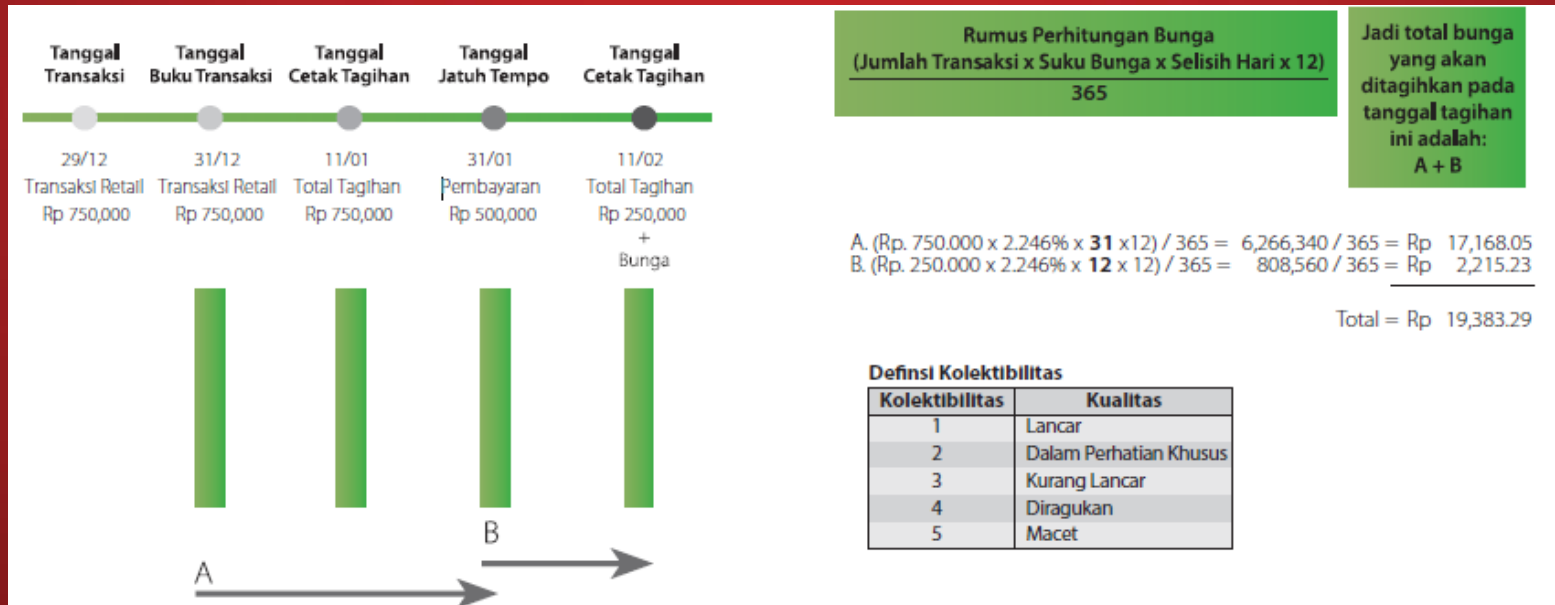 Tanggal Transaksi
Tanggal Buku Transaksi
Tanggal Cetak Tagihan
Tanggal Jatuh Tempo
Tanggal Cetak Tagihan
29/12
Transaksi Retail
Rp 750,000
31/12
Transaksi Retail
Rp 750,000
11/01
Total Tagihan
Rp 750,000
31/01
Pembayaran
Rp 500,000
11/02
Total Tagihan
Rp 250,000
+
Bunga
A
B
Rumus Perhitungan Bunga
(Jumlah Transaksi x Suku Bunga x Selisih Hari x 12)
365
Jadi total bunga
yang akan
ditagihkan pada
tanggal tagihan
ini adalah:
A + B
A. (Rp. 750.000 x 2.246% x 31 x12) / 365 = 6,266,340 / 365 = Rp 17,168.05
B. (Rp. 250.000 x 2.246% x 12 x 12) / 365 = 808,560 / 365 = Rp 2,215.23
Total = Rp 19,383.29
Definsi Kolektibilitas
Kolektibilitas Kualitas
1 Lancar
2 Dalam Perhatian Khusus
3 Kurang Lancar
4 Diragukan
5 Macet